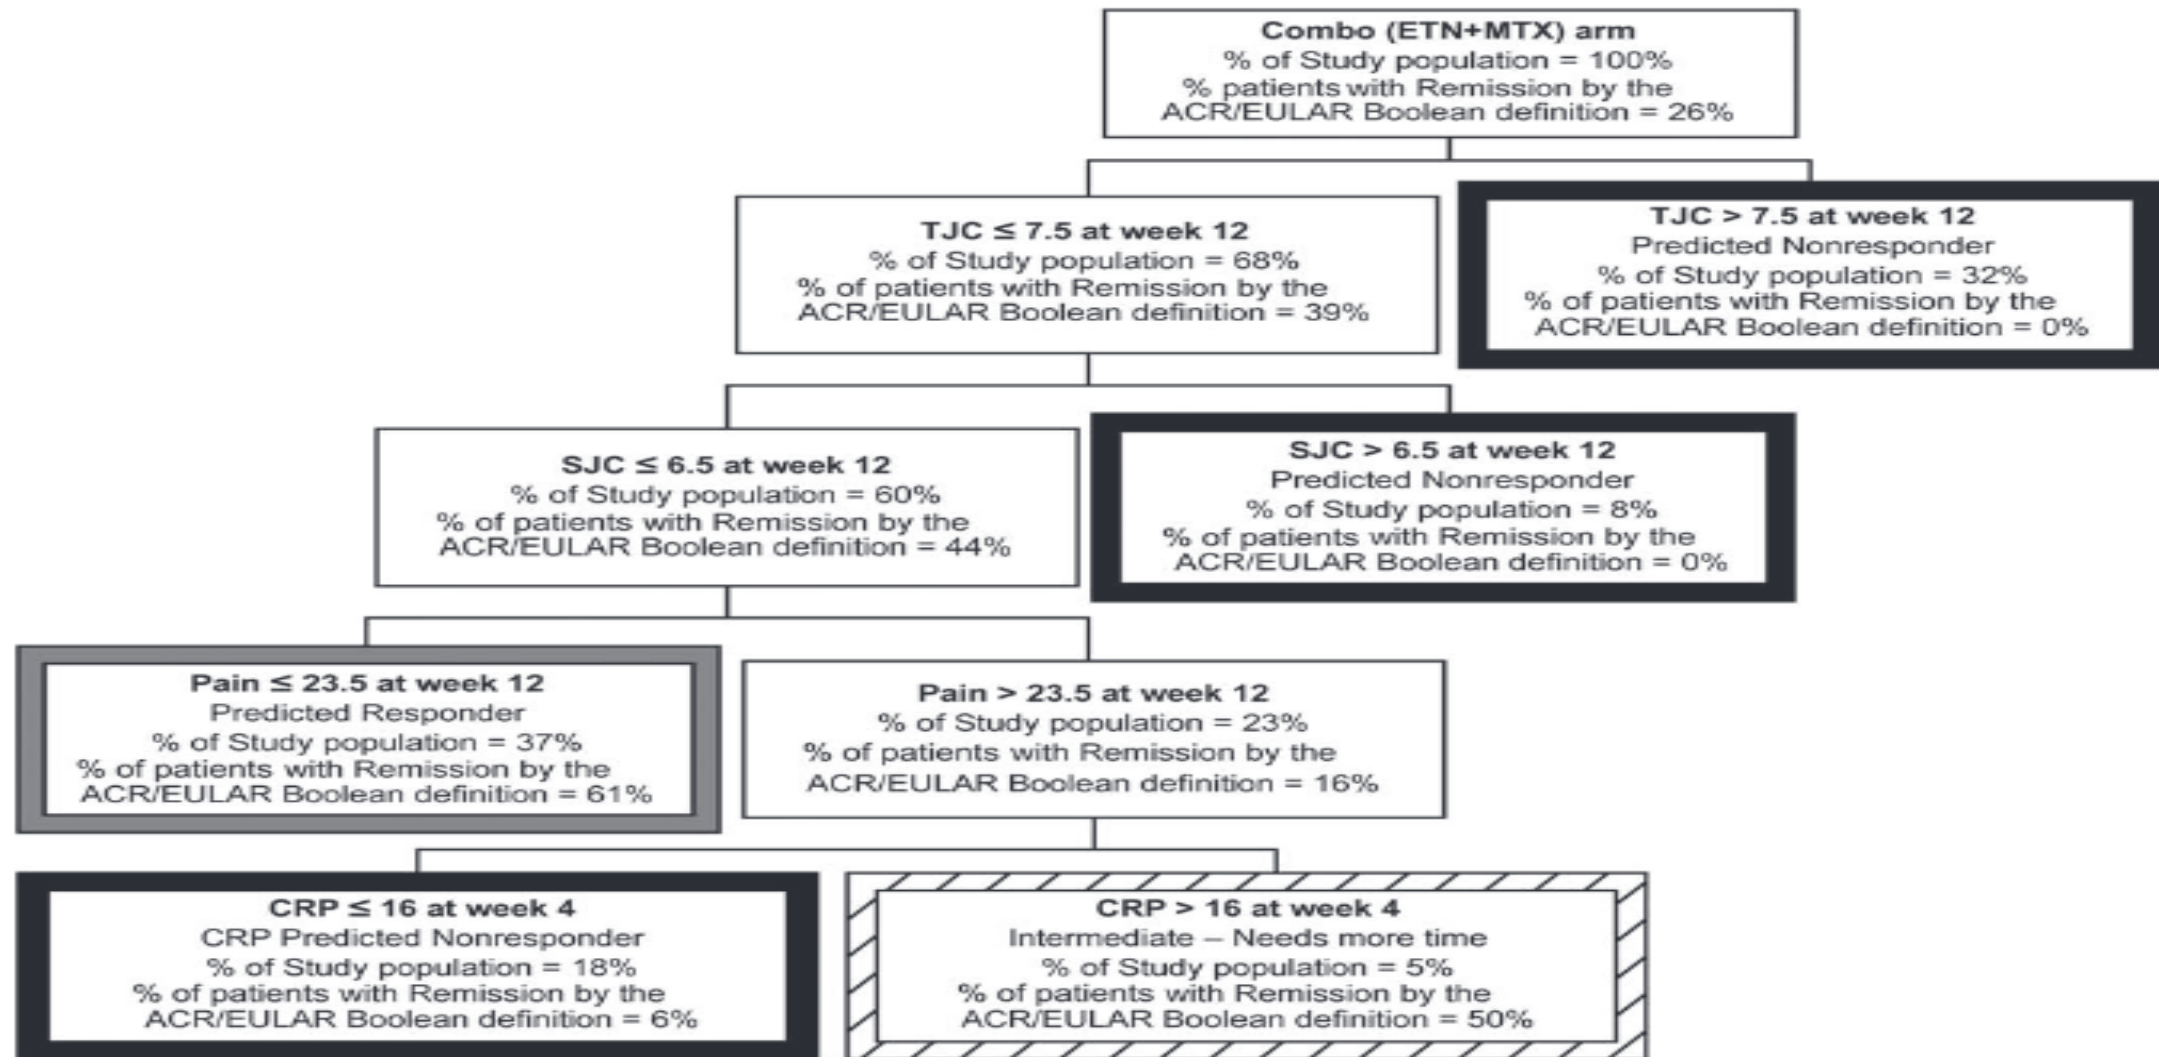 Combo (ETN+MTX) arm
% of Study population = 100%
% patients with Remission by the
ACR/EULAR Boolean definition = 26%
TJC ≤ 7.5 at week 12
% of Study population = 68%
% of patients with Remission by the
ACR/EULAR Boolean definition = 39%
TJC > 7.5 at week 12
Predicted Nonresponder
% of Study population = 32%
% of patients with Remission by the
ACR/EULAR Boolean definition = 0%
SJC ≤ 6.5 at week 12
% of Study population = 60%
% of patients with Remission by the
ACR/EULAR Boolean definition = 44%
SJC > 6.5 at week 12
Predicted Nonresponder
% of Study population = 8%
% of patients with Remission by the
ACR/EULAR Boolean definition = 0%
Pain ≤ 23.5 at week 12
Predicted Responder
% of Study population = 37%
% of patients with Remission by the
ACR/EULAR Boolean definition = 61%
Pain > 23.5 at week 12
% of Study population = 23%
% of patients with Remission by the
ACR/EULAR Boolean definition = 16%
CRP ≤ 16 at week 4
CRP Predicted Nonresponder
% of Study population = 18%
% of patients with Remission by the
ACR/EULAR Boolean definition = 6%
CRP > 16 at week 4
Intermediate – Needs more time
% of Study population = 5%
% of patients with Remission by the
ACR/EULAR Boolean definition = 50%